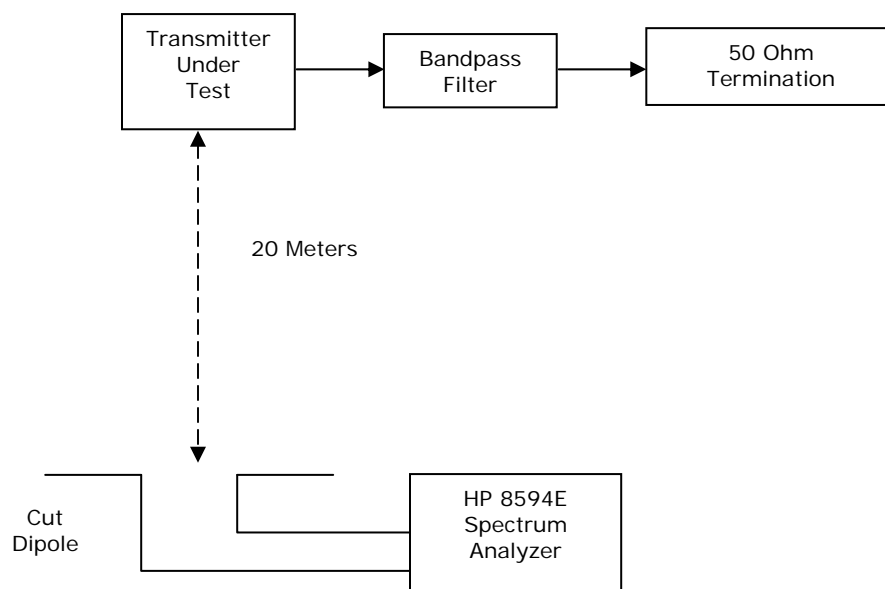 Transmitter
Under
Test
Bandpass
Filter
50 Ohm
Termination
20 Meters
Cut
Dipole
HP 8594E
Spectrum
Analyzer